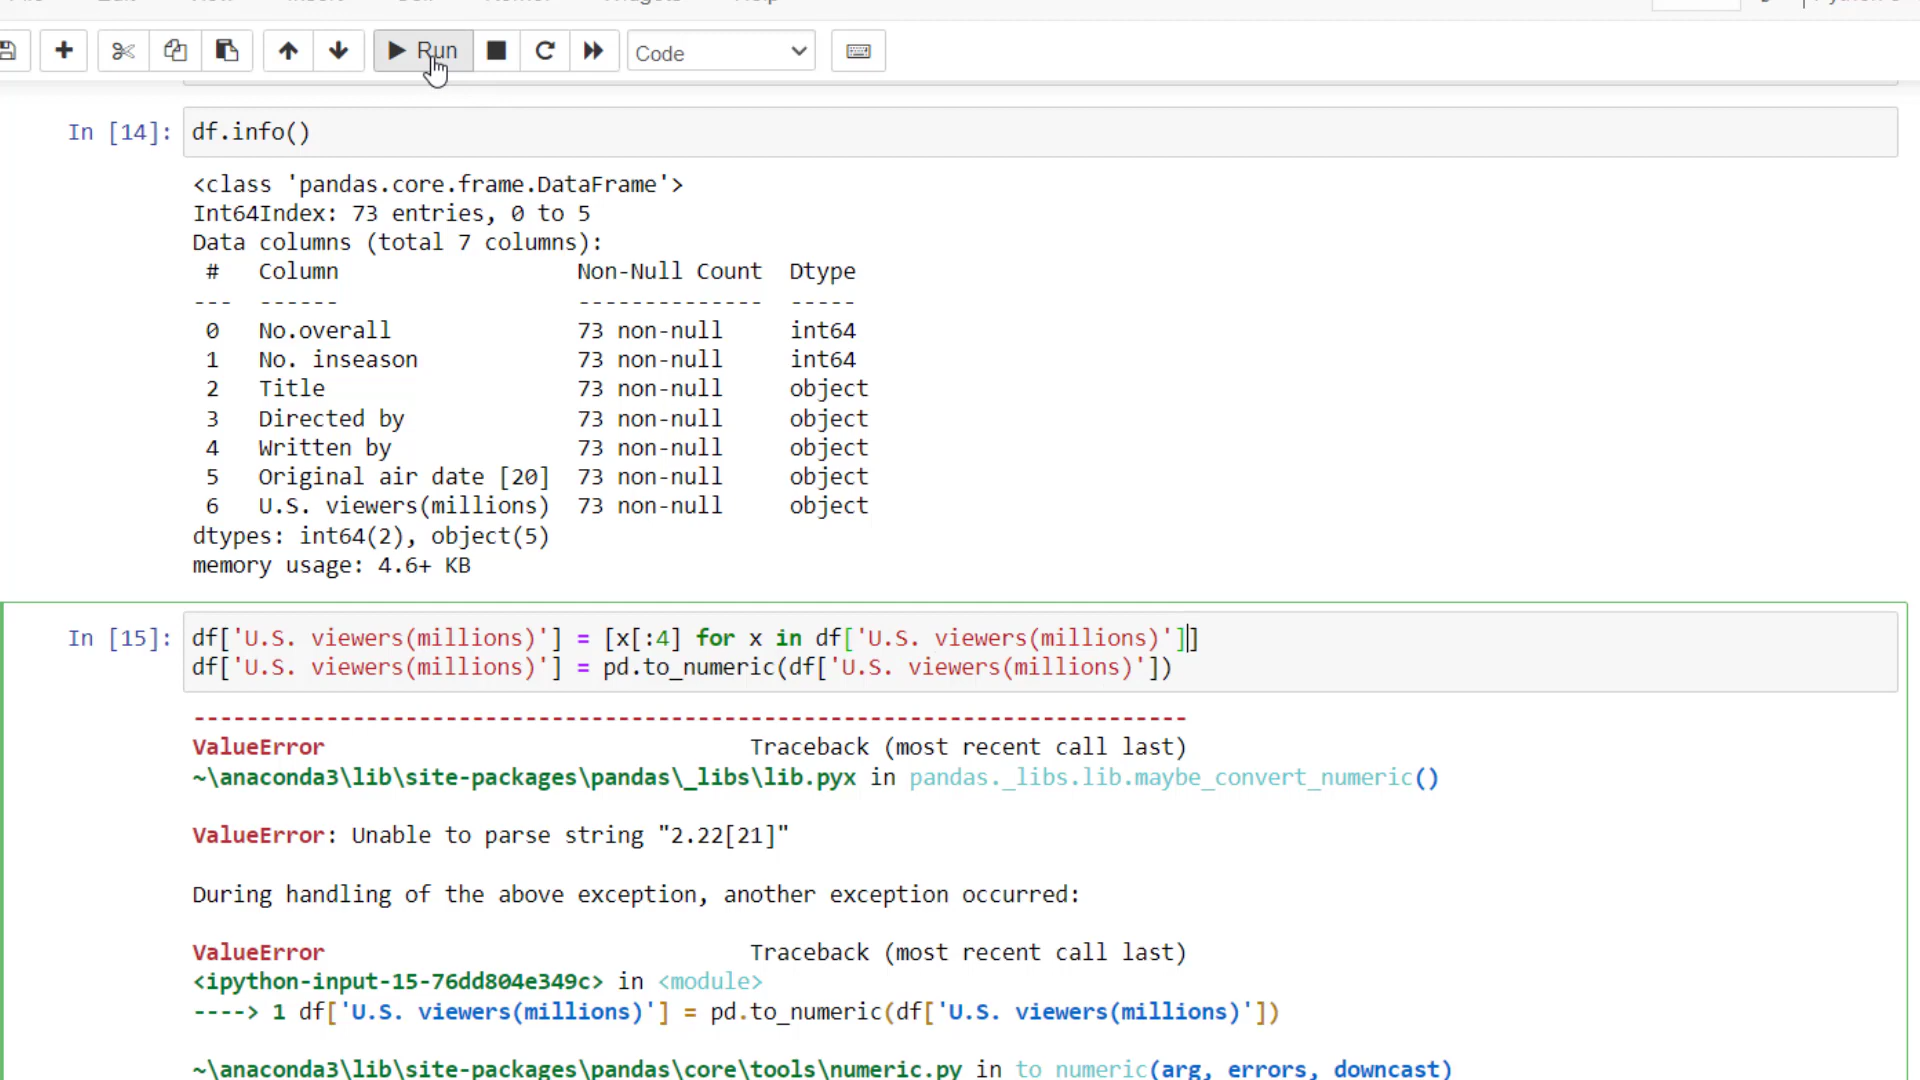 Run
Code
In [14]: df.info()
<class 'pandas.core.frame.DataFrame'>
Int64Index: 73 entries, 0 to 5
Data columns (total 7 columns):
# Column Non-Null Count Dtype
--- ------ -------------- -----
0 No.overall 73 non-null int64
1 No. inseason 73 non-null int64
2 Title 73 non-null object
3 Directed by 73 non-null object
4 Written by 73 non-null object
5 Original air date [20] 73 non-null object
6 U.S. viewers(millions) 73 non-null object
dtypes: int64(2), object(5)
memory usage: 4.6+ KB
In [15]: df['U.S. viewers(millions)'] = [x[:4] for x in df['U.S. viewers(millions)']]
df['U.S. viewers(millions)'] = pd.to_numeric(df['U.S. viewers(millions)'])
---------------------------------------------------------------------------
ValueError Traceback (most recent call last)
~\anaconda3\lib\site-packages\pandas\_libs\lib.pyx in pandas._libs.lib.maybe_convert_numeric()
ValueError: Unable to parse string "2.22[21]"
During handling of the above exception, another exception occurred:
ValueError Traceback (most recent call last)
<ipython-input-15-76dd804e349c> in <module>
----> 1 df['U.S. viewers(millions)'] = pd.to_numeric(df['U.S. viewers(millions)'])
~\anaconda3\lib\site-packages\pandas\core\tools\numeric.py in to_numeric(arg, errors, downcast)